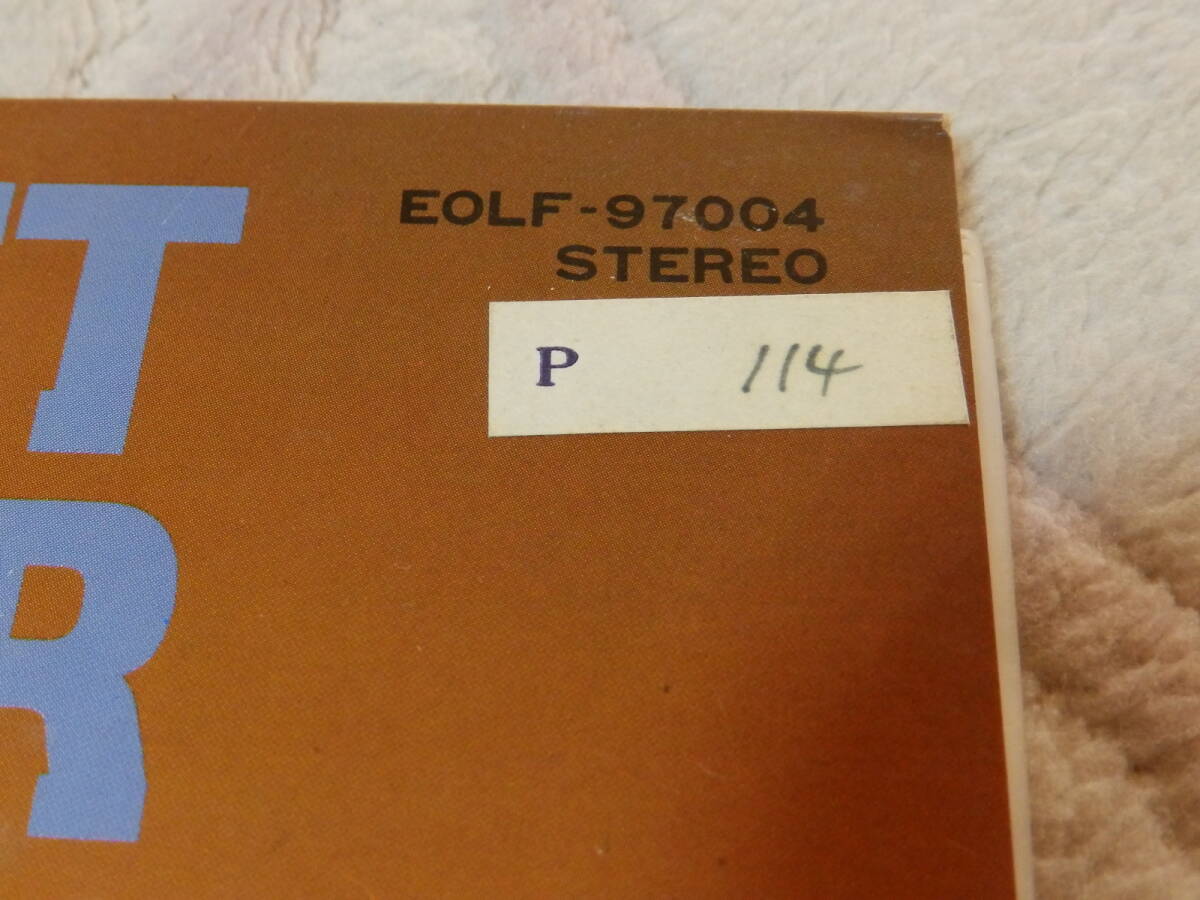 EOLF-97004
STEREO
P 114
T
R